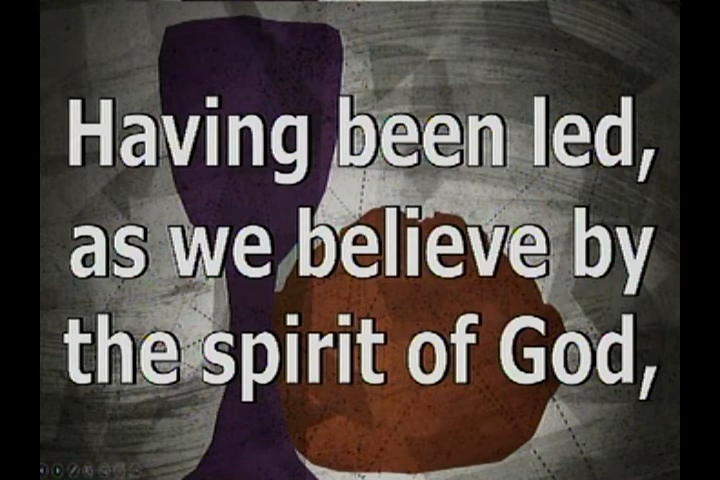 Having been led,
as we believe by
the spirit of God,